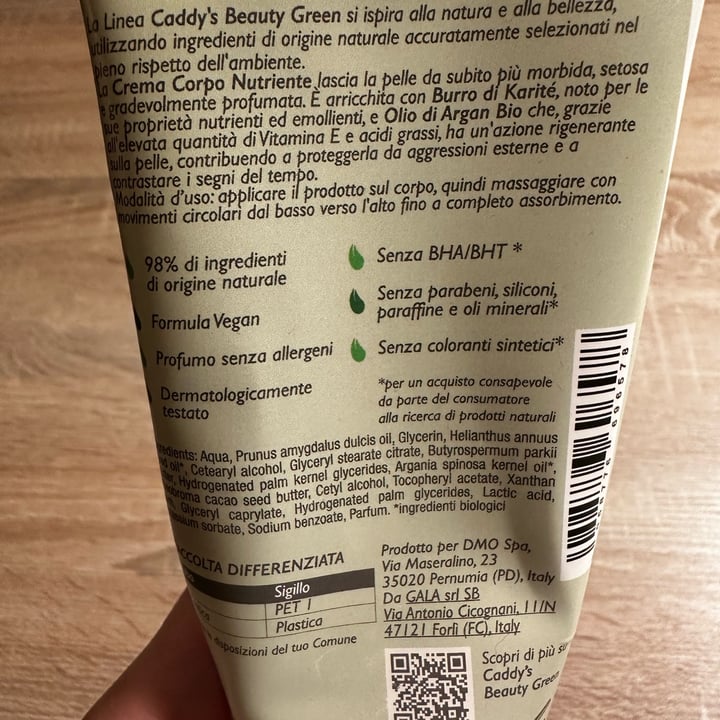 La Linea Caddy's Beauty Green si ispira alla natura e alla bellezza,
utilizzando ingredienti di origine naturale accuratamente selezionati nel
pieno rispetto dell'ambiente.
La Crema Corpo Nutriente lascia la pelle da subito più morbida, setosa
e gradevolmente profumata. È arricchita con Burro di Karité, noto per le
sue proprietà nutrienti ed emollienti, e Olio di Argan Bio che, grazie
all'elevata quantità di Vitamina E e acidi grassi, ha un'azione rigenerante
sulla pelle, contribuendo a proteggerla da aggressioni esterne e a
contrastare i segni del tempo.
Modalità d'uso: applicare il prodotto sul corpo, quindi massaggiare con
movimenti circolari dal basso verso l'alto fino a completo assorbimento.
98% di ingredienti
di origine naturale
Formula Vegan
Profumo senza allergeni
Dermatologicamente
testato
Senza BHA/BHT *
Senza parabeni, siliconi,
paraffine e oli minerali*
Senza coloranti sintetici*
*per un acquisto consapevole
da parte del consumatore
alla ricerca di prodotti naturali
edients: Aqua, Prunus amygdalus dulcis oil, Glycerin, Helianthus annuus
oil*, Cetearyl alcohol, Glyceryl stearate citrate, Butyrospermum parkii
Hydrogenated palm kernel glycerides, Argania spinosa kernel oil*,
obroma cacao seed butter, Cetyl alcohol, Tocopheryl acetate, Xanthan
Glyceryl caprylate, Hydrogenated palm glycerides, Lactic acid,
sorbate, Sodium benzoate, Parfum. *ingredienti biologici
CCOLTA DIFFERENZIATA
Sigillo
PET 1
Plastica
disposizioni del tuo Comune
Prodotto per DMO Spa,
Via Maseralino, 23
35020 Pernumia (PD), Italy
Da GALA srl SB
Via Antonio Cicognani, 11/N
47121 Forlì (FC), Italy
Scopri di più su
Caddy's
Beauty Green
696578